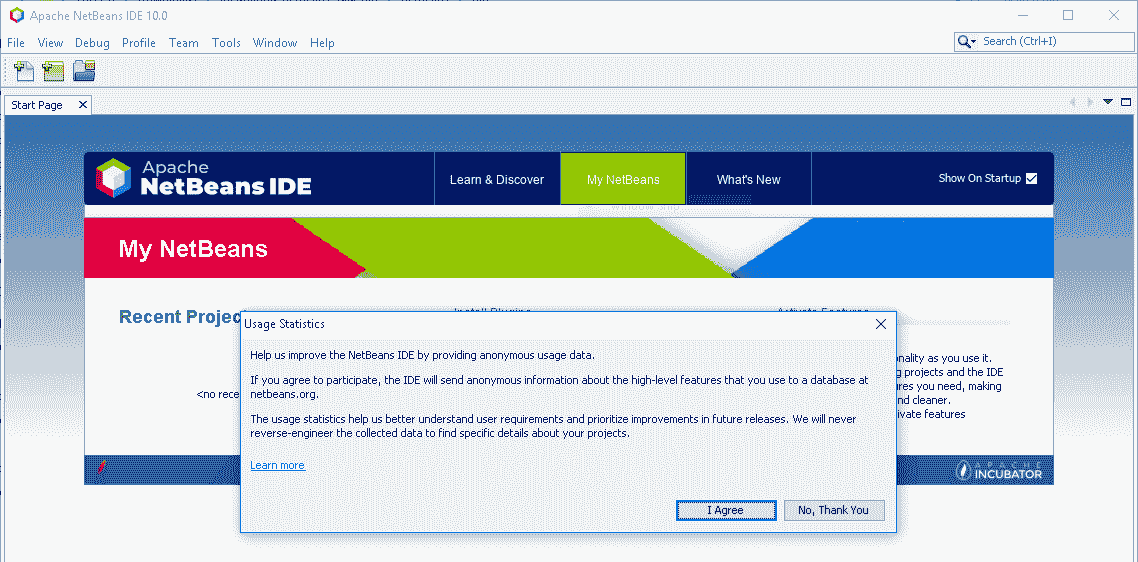 Apache NetBeans IDE 10.0
File View Debug Profile Team Tools Window Help
Search (Ctrl+I)
Start Page
Apache
NetBeans IDE
Learn & Discover
My NetBeans
What's New
Show On Startup
My NetBeans
Recent Projec
Install Plugins
Activate Features
Usage Statistics
Help us improve the NetBeans IDE by providing anonymous usage data.
If you agree to participate, the IDE will send anonymous information about the high-level features that you use to a database at
netbeans.org.
The usage statistics help us better understand user requirements and prioritize improvements in future releases. We will never
reverse-engineer the collected data to find specific details about your projects.
Learn more
I Agree
No, Thank You
<no rece
nality as you use it.
g projects and the IDE
res you need, making
nd cleaner.
ivate features
APACHE
INCUBATOR